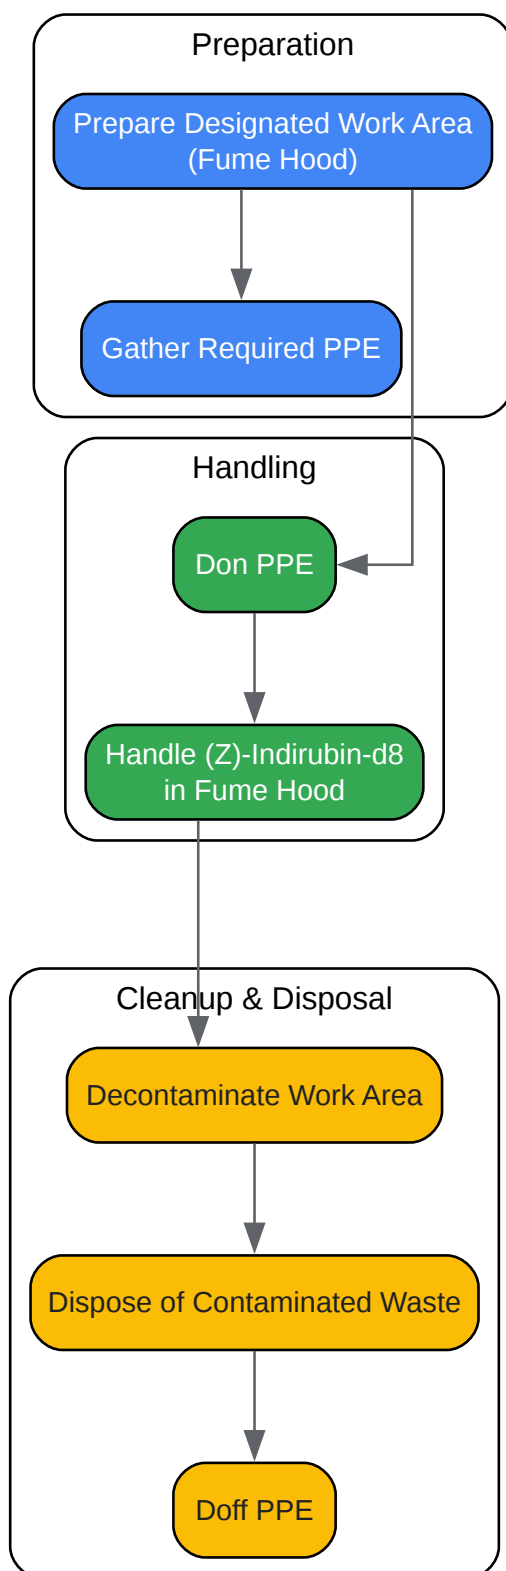 Preparation
Prepare Designated Work Area
(Fume Hood)
Gather Required PPE
Handling
Don PPE
Handle (Z)-Indirubin-d8
in Fume Hood
Cleanup & Disposal
Decontaminate Work Area
Dispose of Contaminated Waste
Doff PPE